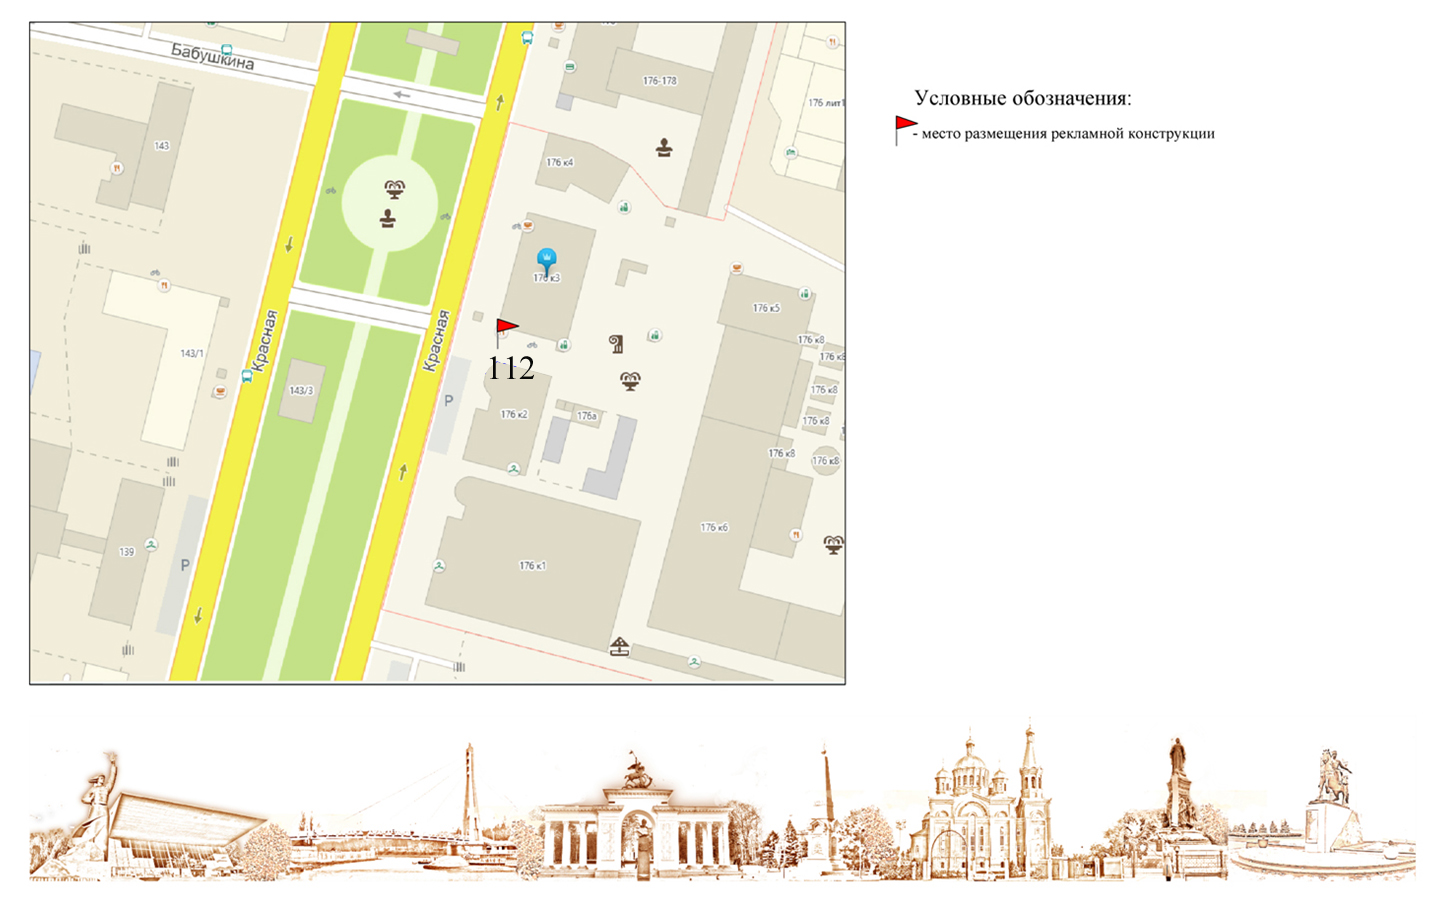 Бабушкина
176-178
176 лит1
Условные обозначения:
- место размещения рекламной конструкции
143
176 к4
176 к3
176 к5
Красная
Красная
143/1
176 к8
176 к8
112
143/3
176 к8
P
176 к2
176а
176 к8
176 к8
176 к8
176 к6
139
P
176 к1